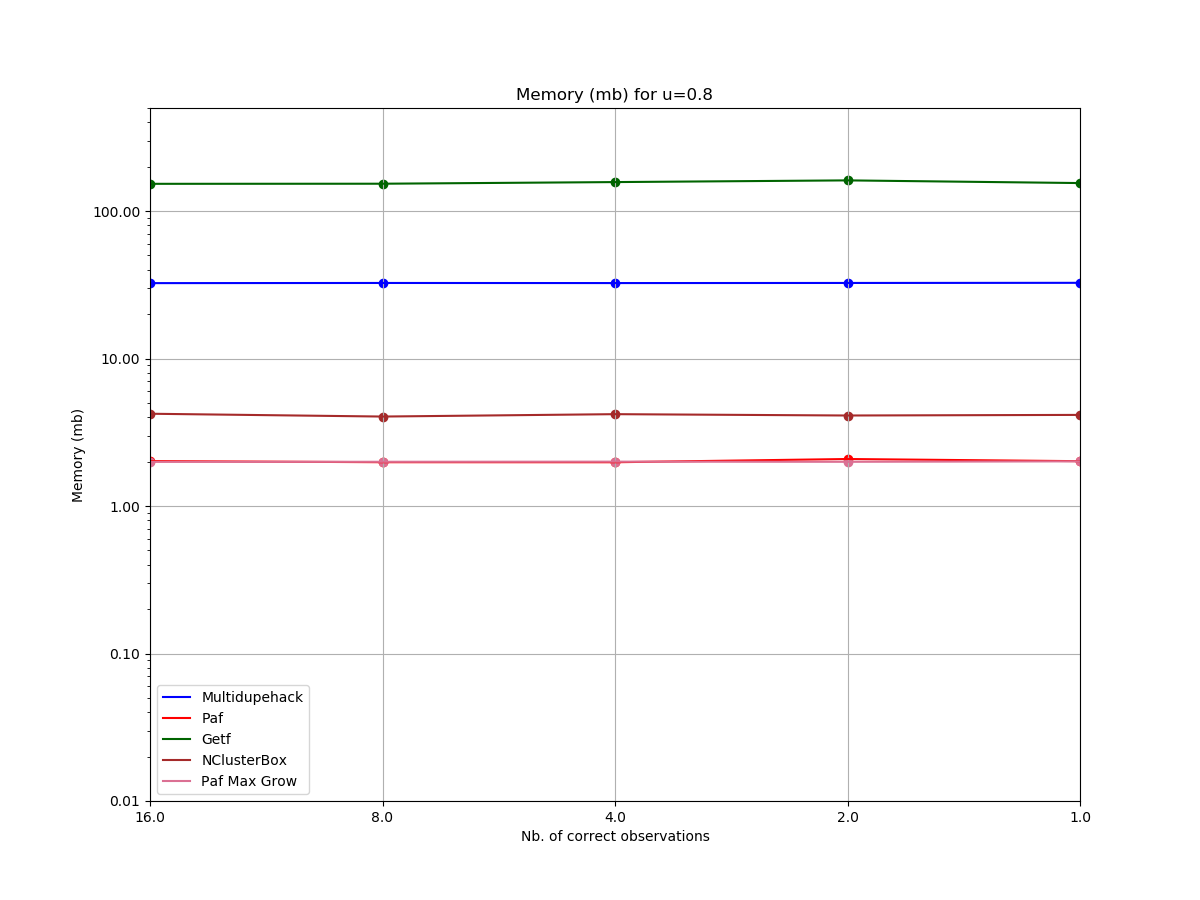 Memory (mb) for u=0.8
Memory (mb)
100.00
10.00
1.00
0.10
0.01
Multidupehack
Paf
Getf
NClusterBox
Paf Max Grow
16.0 8.0 4.0 2.0 1.0
Nb. of correct observations